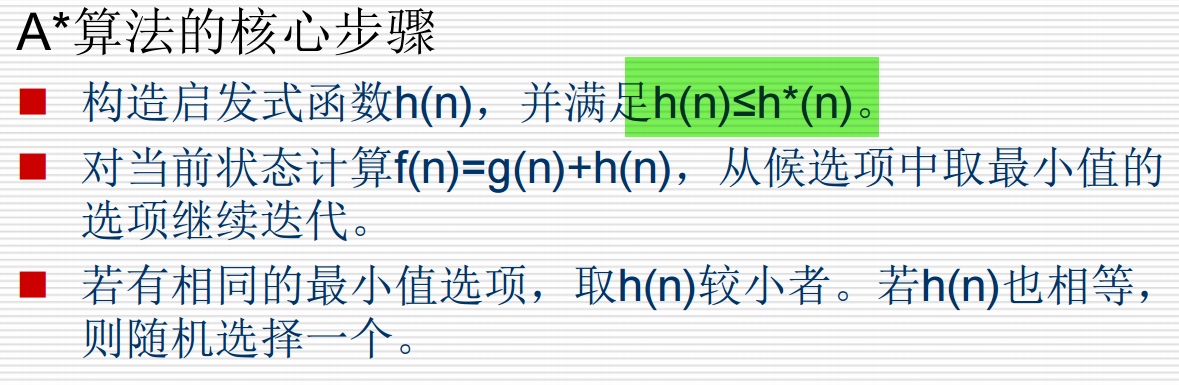 A*算法的核心步骤
构造启发式函数h(n)，并满足h(n)≤h*(n)。
对当前状态计算f(n)=g(n)+h(n)，从候选项中取最小值的
选项继续迭代。
若有相同的最小值选项，取h(n)较小者。若h(n)也相等，
则随机选择一个。